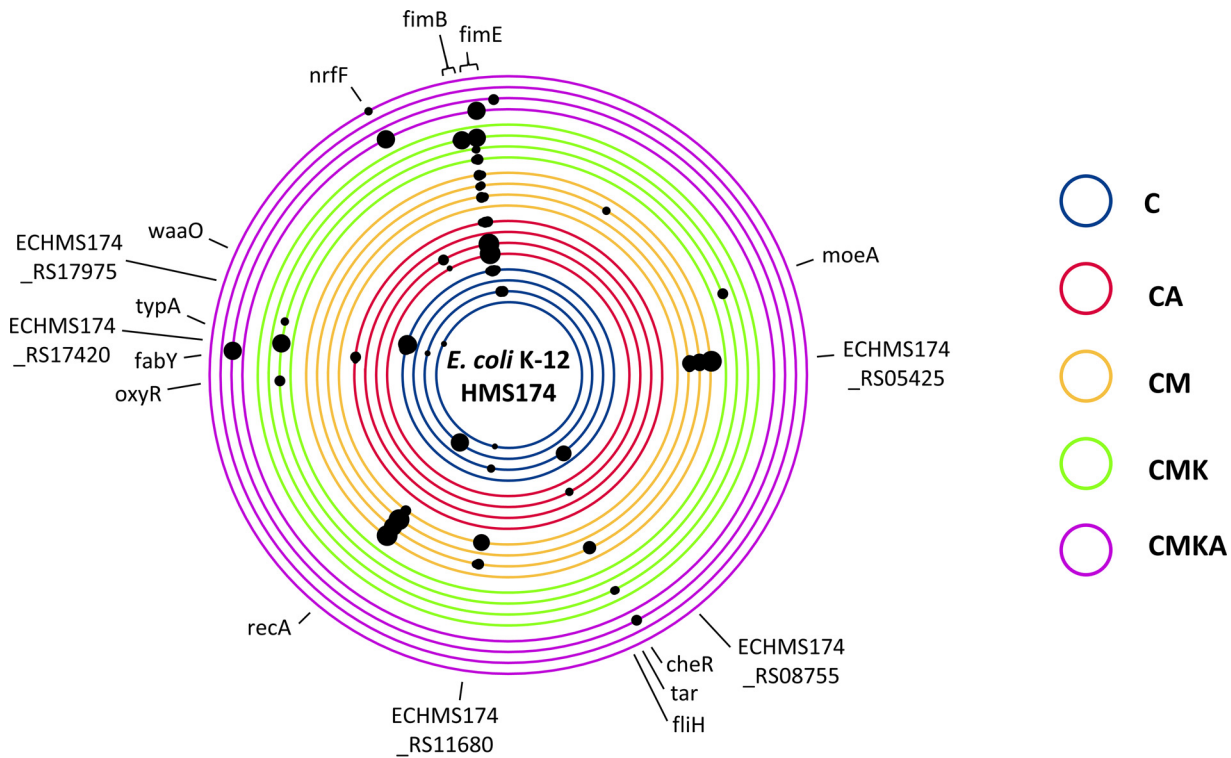 fimB
fimE
nrfF
waaO
ECHMS174
_RS17975
typA
ECHMS174
_RS17420
fabY
oxyR
moeA
ECHMS174
_RS05425
E. coli K-12
HMS174
recA
ECHMS174
_RS11680
ECHMS174
_RS08755
cheR
tar
fliH
C
CA
CM
CMK
CMKA